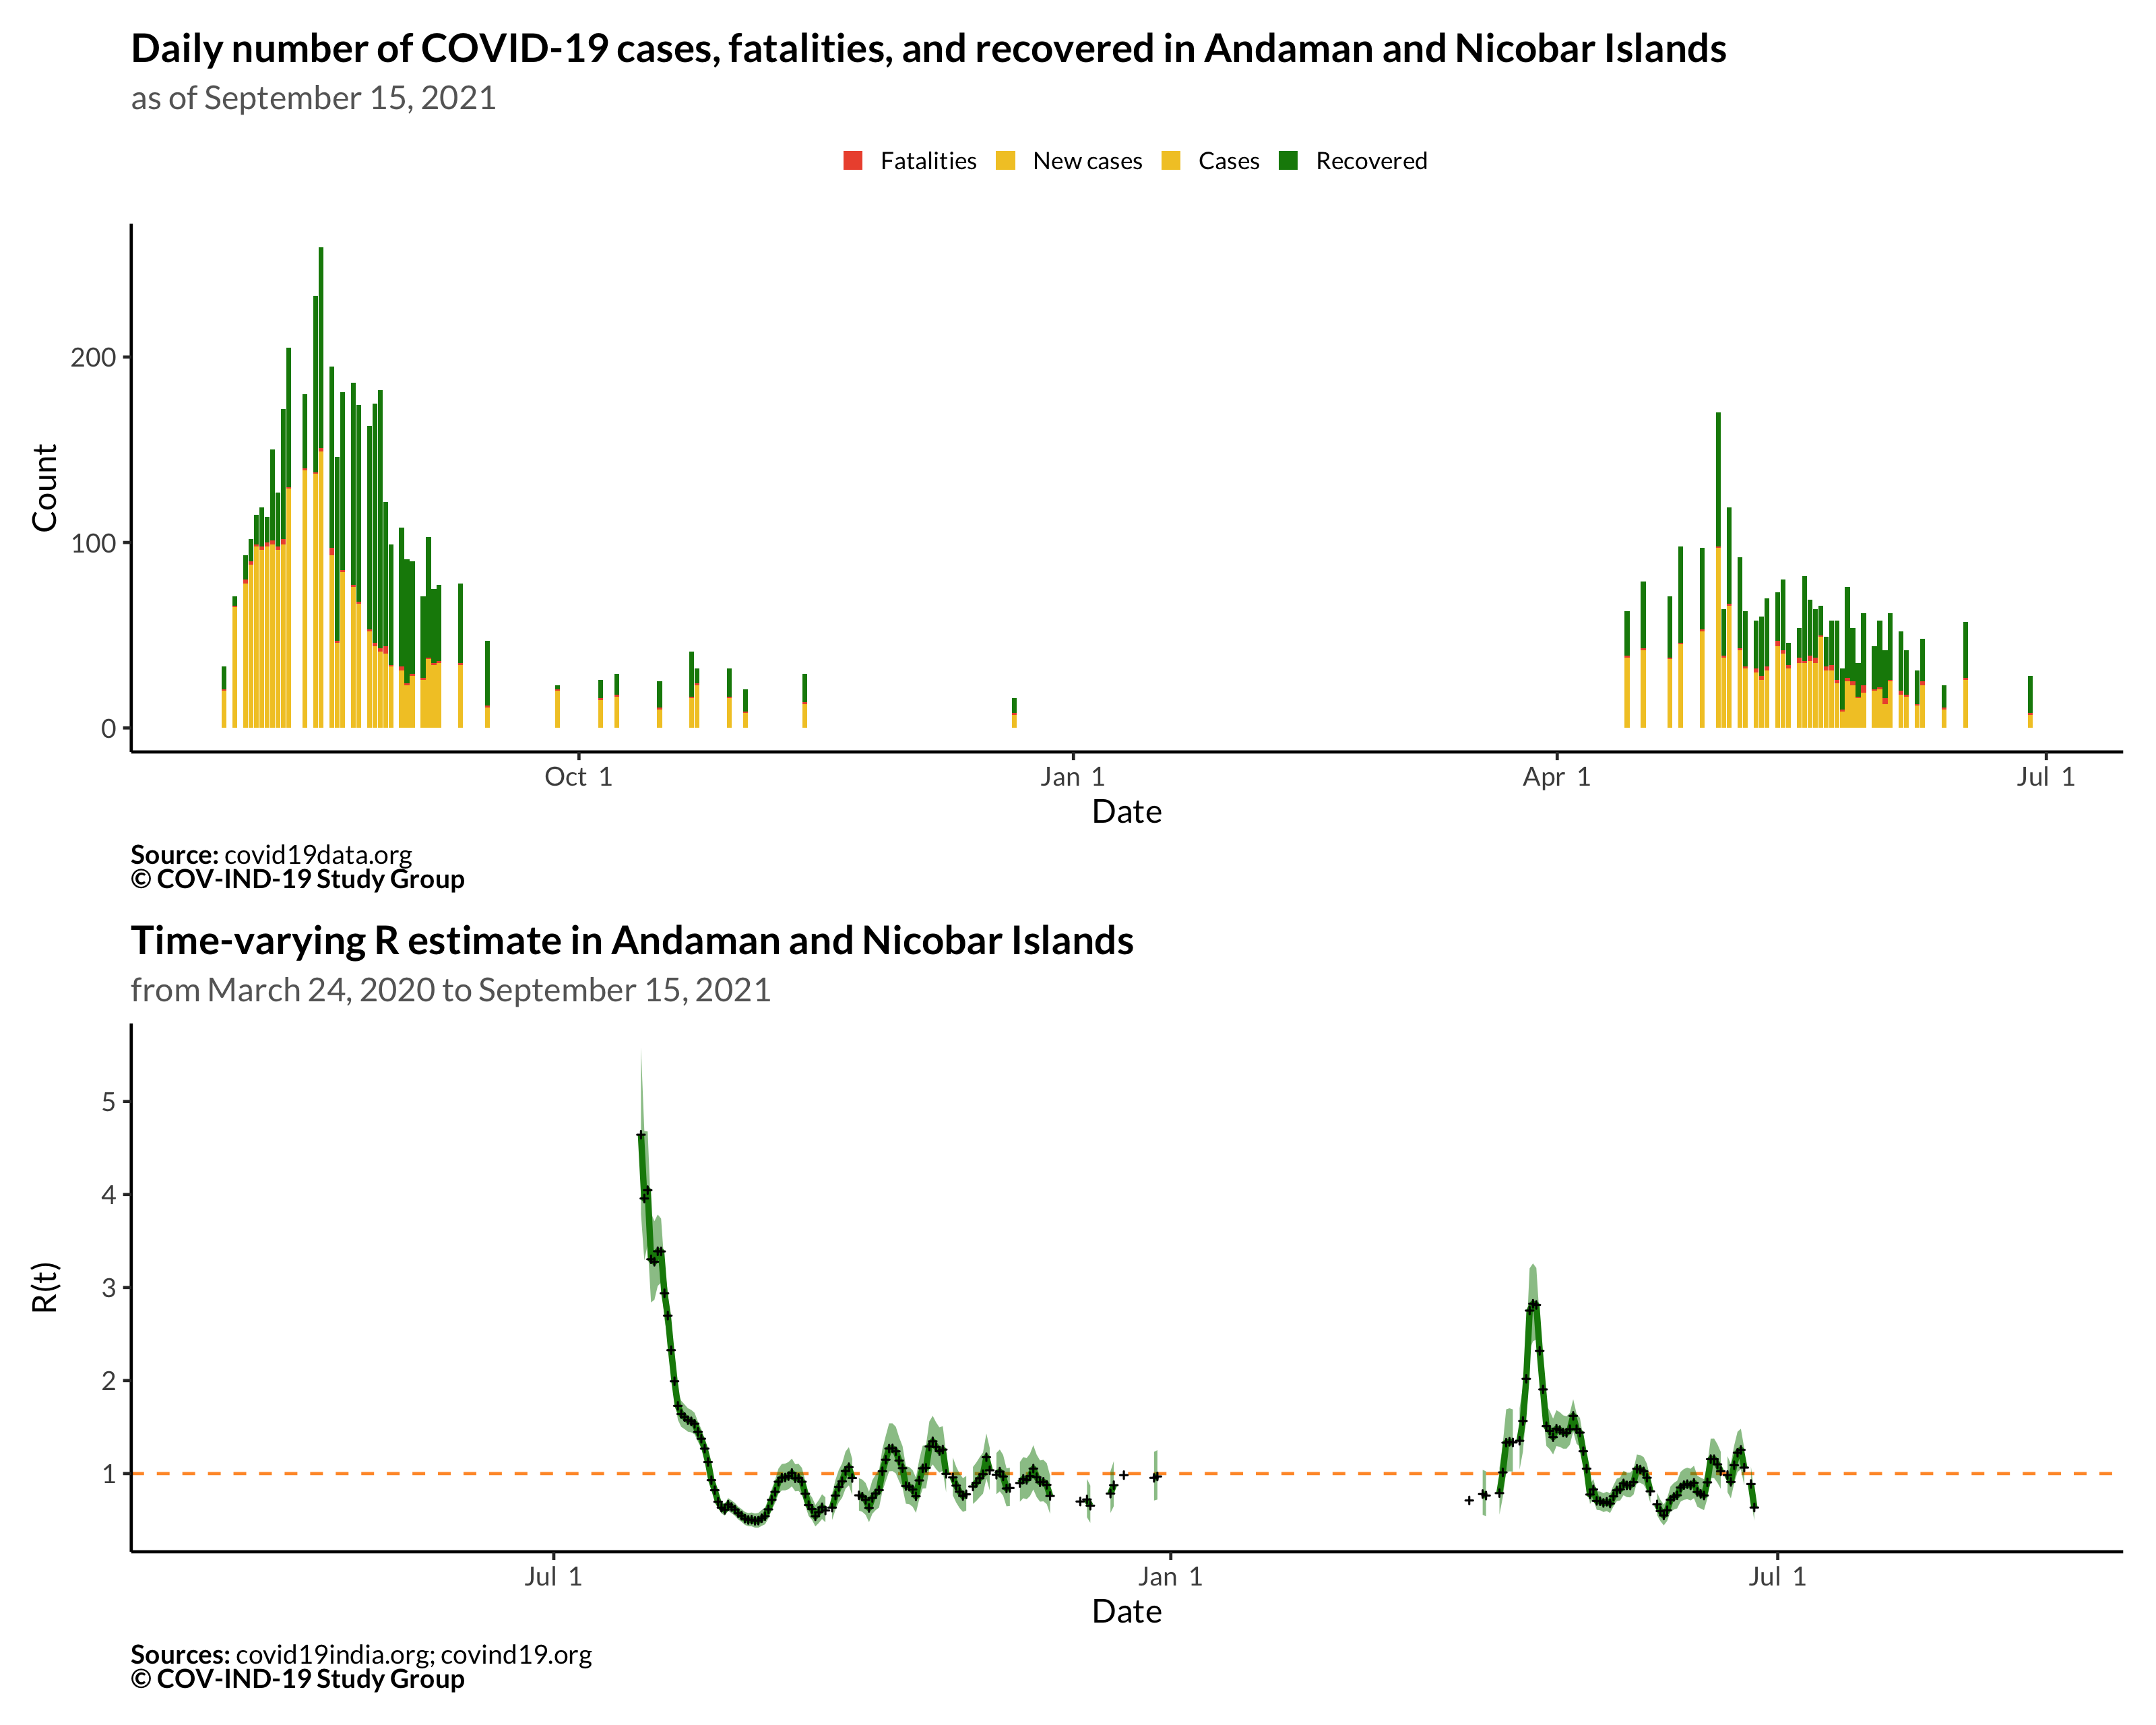 Daily number of COVID-19 cases, fatalities, and recovered in Andaman and Nicobar Islands
as of September 15, 2021
Fatalities New cases Cases Recovered
Count
200
100
0
Oct 1 Jan 1 Apr 1 Jul 1
Date
Source: covid19data.org
© COV-IND-19 Study Group
Time-varying R estimate in Andaman and Nicobar Islands
from March 24, 2020 to September 15, 2021
R(t)
5
4
3
2
1
Jul 1 Jan 1 Jul 1
Date
Sources: covid19india.org; covind19.org
© COV-IND-19 Study Group